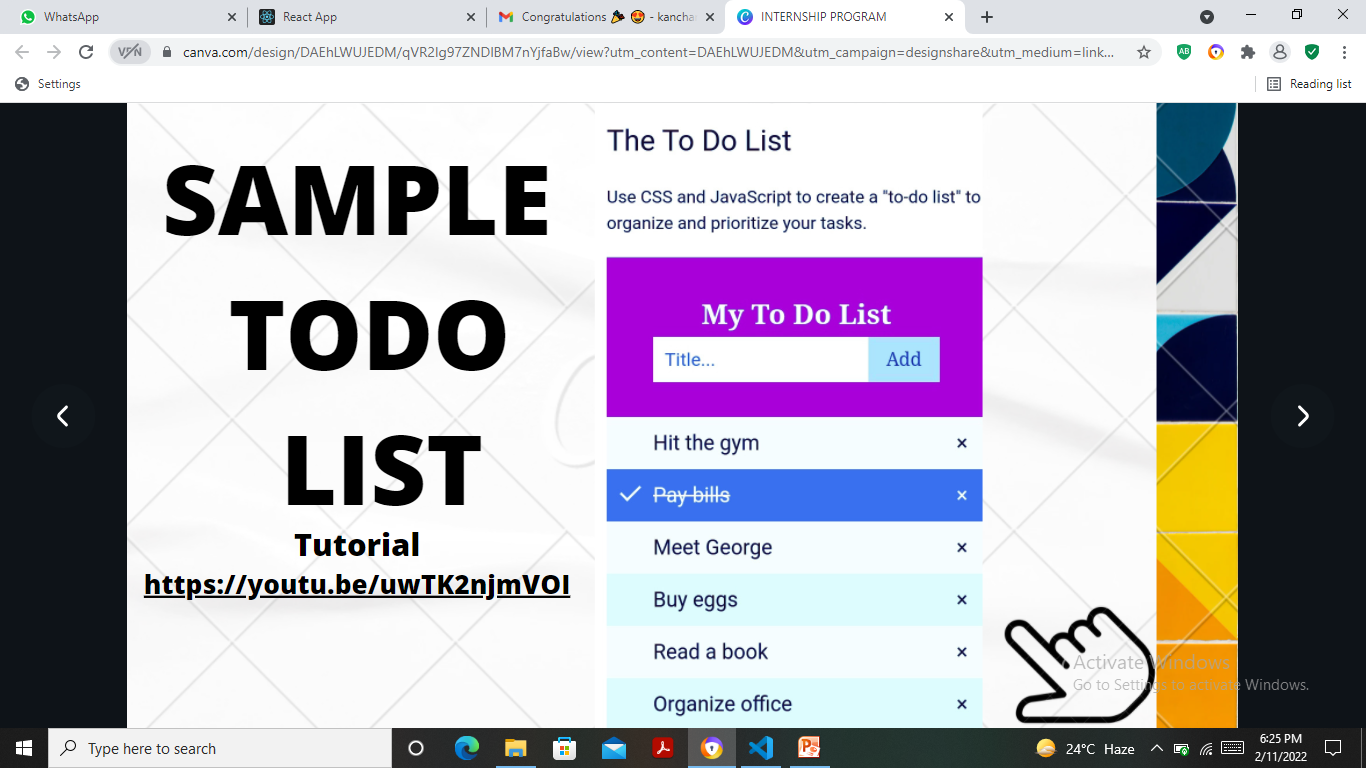 WhatsApp
React App
Congratulations 🎉 🤩 - kancha
INTERNSHIP PROGRAM
VPN
canva.com/design/DAEhLWUJEDM/qVR2Ig97ZNDIBM7nYjfaBw/view?utm_content=DAEhLWUJEDM&utm_campaign=designshare&utm_medium=link...
Settings
Reading list
SAMPLE
TODO
LIST
Tutorial
https://youtu.be/uwTK2njmVOI
The To Do List
Use CSS and JavaScript to create a "to-do list" to
organize and prioritize your tasks.
My To Do List
Title...
Add
Hit the gym ×
Pay bills ×
Meet George ×
Buy eggs ×
Read a book ×
Organize office ×
Activate Windows
Go to Settings to activate Windows.
Type here to search
24°C Haze
6:25 PM
2/11/2022